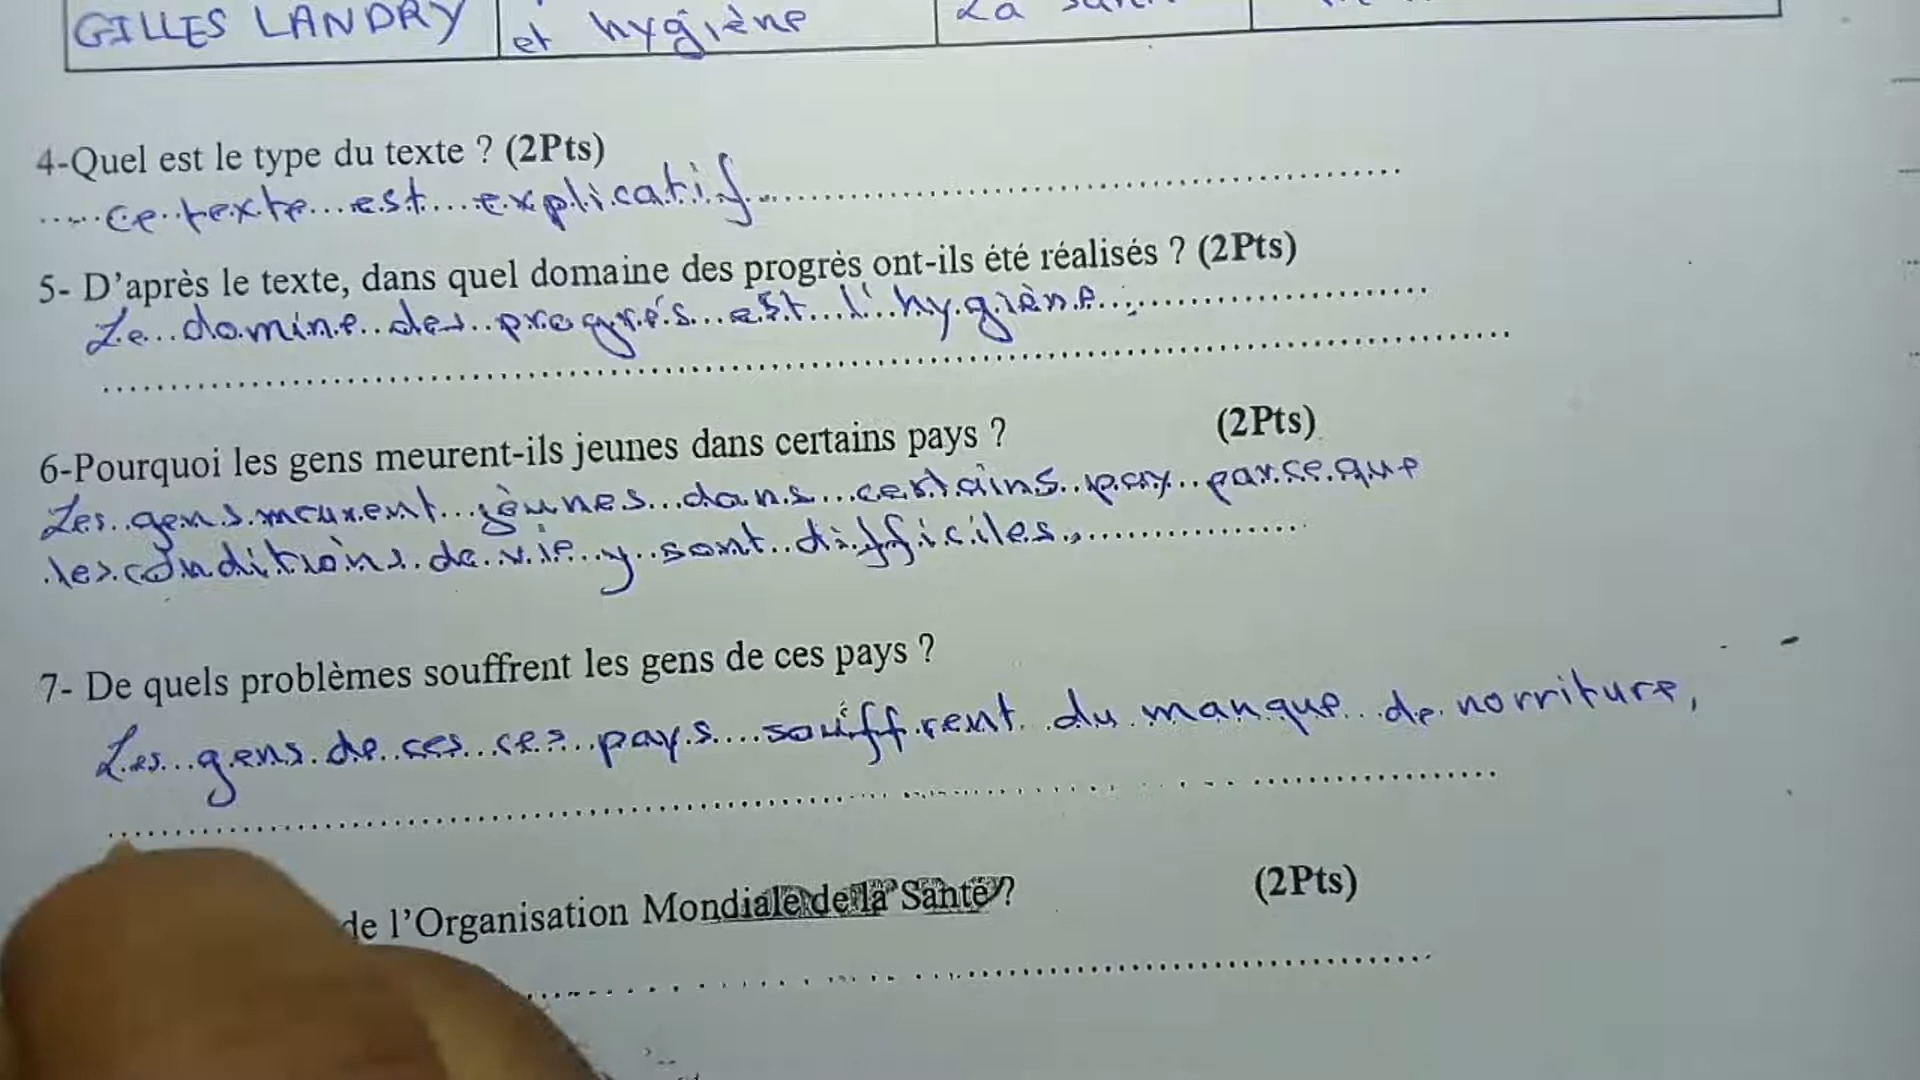 GILLES LANDRY et hygiène La
4-Quel est le type du texte ? (2Pts)
Ce texte est explicatif
5- D'après le texte, dans quel domaine des progrès ont-ils été réalisés ? (2Pts)
Le domine des progrés est l'hygiène.
6-Pourquoi les gens meurent-ils jeunes dans certains pays ? (2Pts)
Les gens meurent jeunes dans certains pay parce que
les conditions de vie y sont difficiles.
7- De quels problèmes souffrent les gens de ces pays ?
Les gens de ces ces pays souffrent du manque de norriture,
de l'Organisation Mondiale de la Santé ? (2Pts)